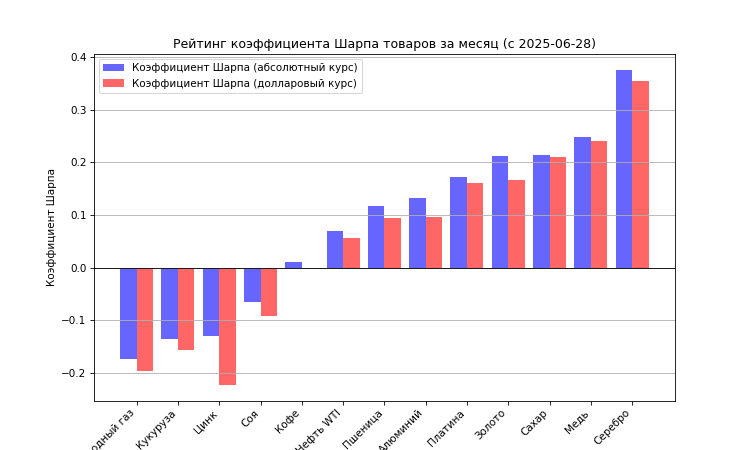 Рейтинг коэффициента Шарпа товаров за месяц (с 2025-06-28)
Коэффициент Шарпа (абсолютный курс)
Коэффициент Шарпа (долларовый курс)
Коэффициент Шарпа
0.4
0.3
0.2
0.1
0.0
−0.1
−0.2
газ
Кукуруза
Цинк
Соя
Кофе
Нефть WTI
Пшеница
Алюминий
Платина
Золото
Сахар
Медь
Серебро